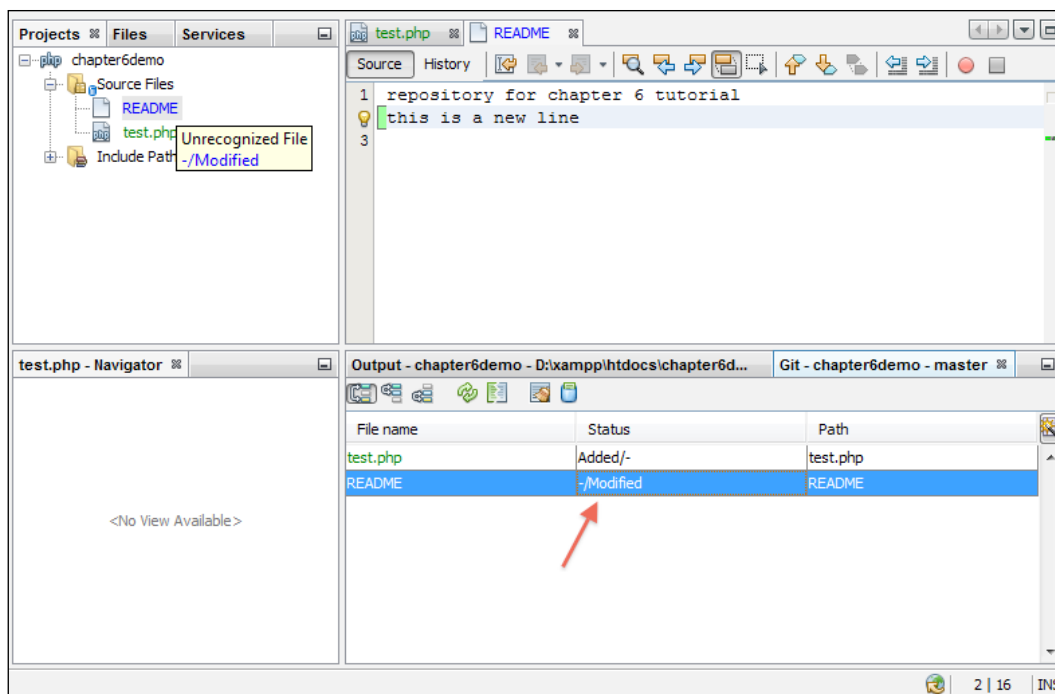 Projects Files Services
chapter6demo
Source Files
README
test.php
Include Path
Unrecognized File
-/Modified
test.php README
Source History
1 repository for chapter 6 tutorial
this is a new line
3
test.php - Navigator
<No View Available>
Output - chapter6demo - D:\xampp\htdocs\chapter6d... Git - chapter6demo - master
File name Status Path
test.php Added/- test.php
README -/Modified README
2 | 16 INS